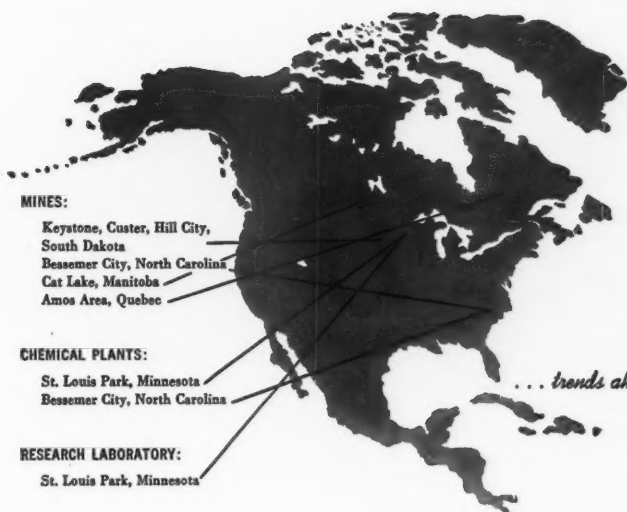 MINES:
Keystone, Custer, Hill City,
South Dakota
Bessemer City, North Carolina
Cat Lake, Manitoba
Amos Area, Quebec
CHEMICAL PLANTS:
St. Louis Park, Minnesota
Bessemer City, North Carolina
... trends
RESEARCH LABORATORY:
St. Louis Park, Minnesota